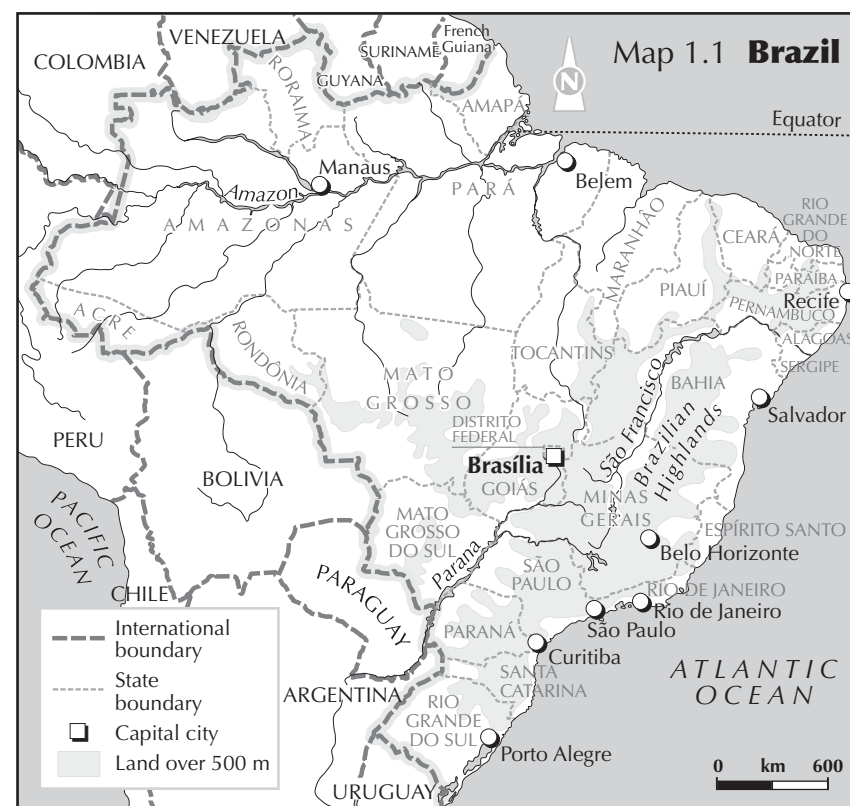 Map 1.1 Brazil
VENEZUELA
COLOMBIA
SURINAME
French
Guiana
GUYANA
RORAIMA
AMAPÁ
N
Equator
Manaus
Amazon
AMAZONAS
PARÁ
Belem
MARANHÃO
CEARÁ
RIO
GRANDE
DO
NORTE
PARAÍBA
PIAUÍ
Recife
PERNAMBUCO
ALAGOAS
SERGIPE
ACRE
RONDÔNIA
TOCANTINS
MATO
GROSSO
BAHIA
São Francisco
Brazilian
Highlands
Salvador
DISTRITO
FEDERAL
Brasília
GOIÁS
PERU
BOLIVIA
MINAS
GERAIS
MATO
GROSSO
DO SUL
ESPÍRITO SANTO
Belo Horizonte
PACIFIC
OCEAN
Parana
SÃO
PAULO
RIO DE JANEIRO
Rio de Janeiro
São Paulo
CHILE
PARAGUAY
PARANÁ
Curitiba
SANTA
CATARINA
ATLANTIC
OCEAN
ARGENTINA
RIO
GRANDE
DO SUL
Porto Alegre
URUGUAY
International
boundary
State
boundary
Capital city
Land over 500 m
0 km 600